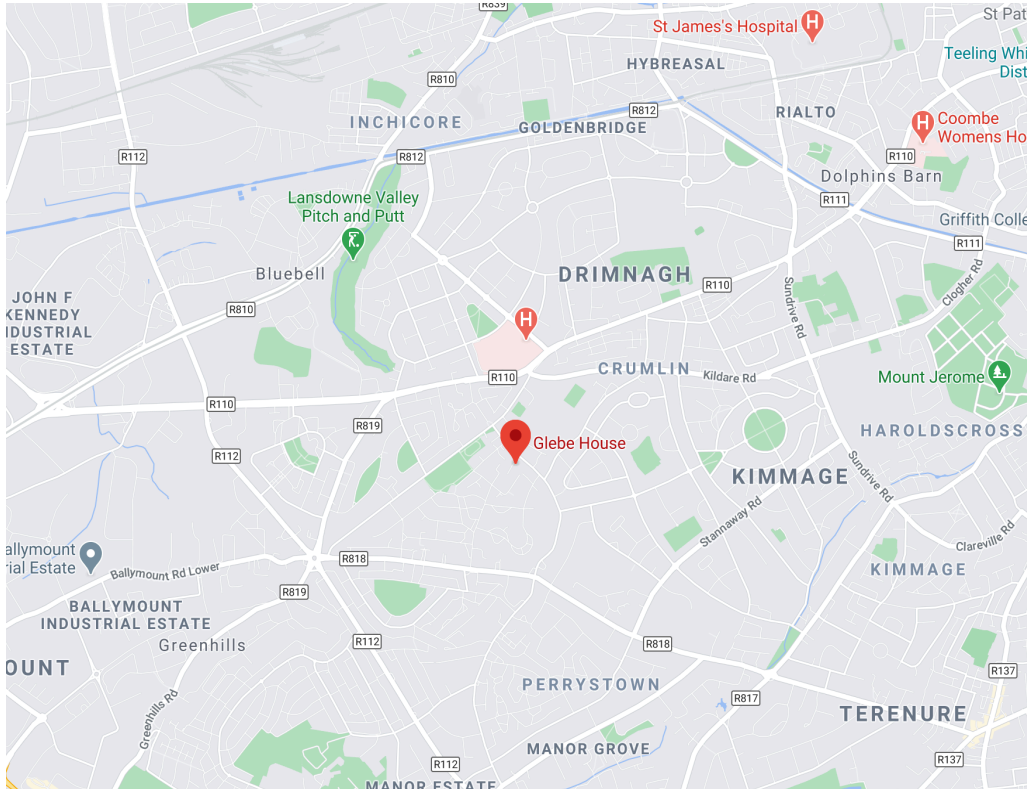 R839
St Pat
St James's Hospital
HYBREASAL
Teeling Whi
Dist
R810
R812
RIALTO
Coombe
Womens Ho
INCHICORE
GOLDENBRIDGE
R112
R812
R110
Dolphins Barn
Lansdowne Valley
Pitch and Putt
R111
Griffith Colle
R111
Bluebell
DRIMNAGH
R110
Sundrive Rd
Clogher Rd
JOHN F
KENNEDY
NDUSTRIAL
ESTATE
R810
H
CRUMLIN
Kildare Rd
R110
Mount Jerome
R110
R819
Glebe House
HAROLDSCROSS
R112
KIMMAGE
Sundrive Rd
Stannaway Rd
Clareville Rd
allymount
rial Estate
R818
Ballymount Rd Lower
KIMMAGE
R819
BALLYMOUNT
INDUSTRIAL ESTATE
Greenhills
R112
R818
OUNT
R137
PERRYSTOWN
R817
Greenhills Rd
TERENURE
MANOR GROVE
R112
R137
MANOR ESTATE